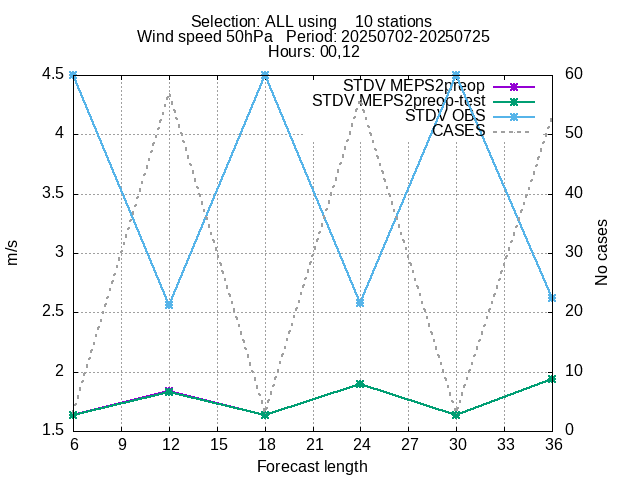 Selection: ALL using 10 stations
Wind speed 50hPa Period: 20250702-20250725
Hours: 00,12
STDV MEPS2preop
STDV MEPS2preop-test
STDV OBS
CASES
4.5
4
3.5
3
2.5
2
1.5
m/s
60
50
40
30
20
10
0
No cases
6 9 12 15 18 21 24 27 30 33 36
Forecast length